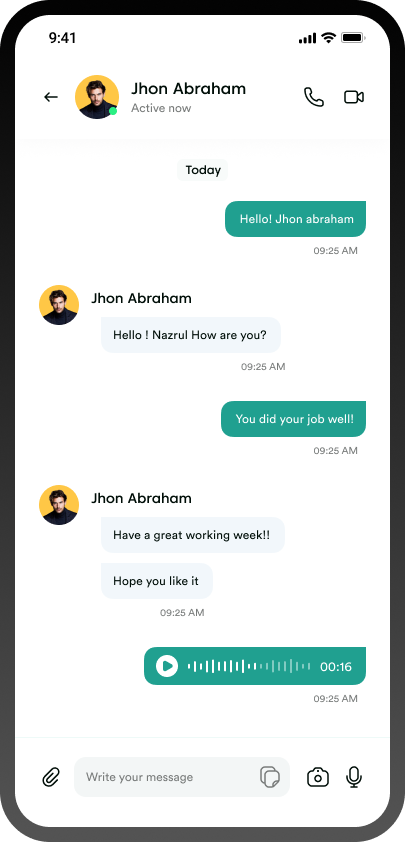 9:41
Jhon Abraham
Active now
Today
Hello! Jhon abraham
09:25 AM
Jhon Abraham
Hello ! Nazrul How are you?
09:25 AM
You did your job well!
09:25 AM
Jhon Abraham
Have a great working week!!
Hope you like it
09:25 AM
00:16
09:25 AM
Write your message